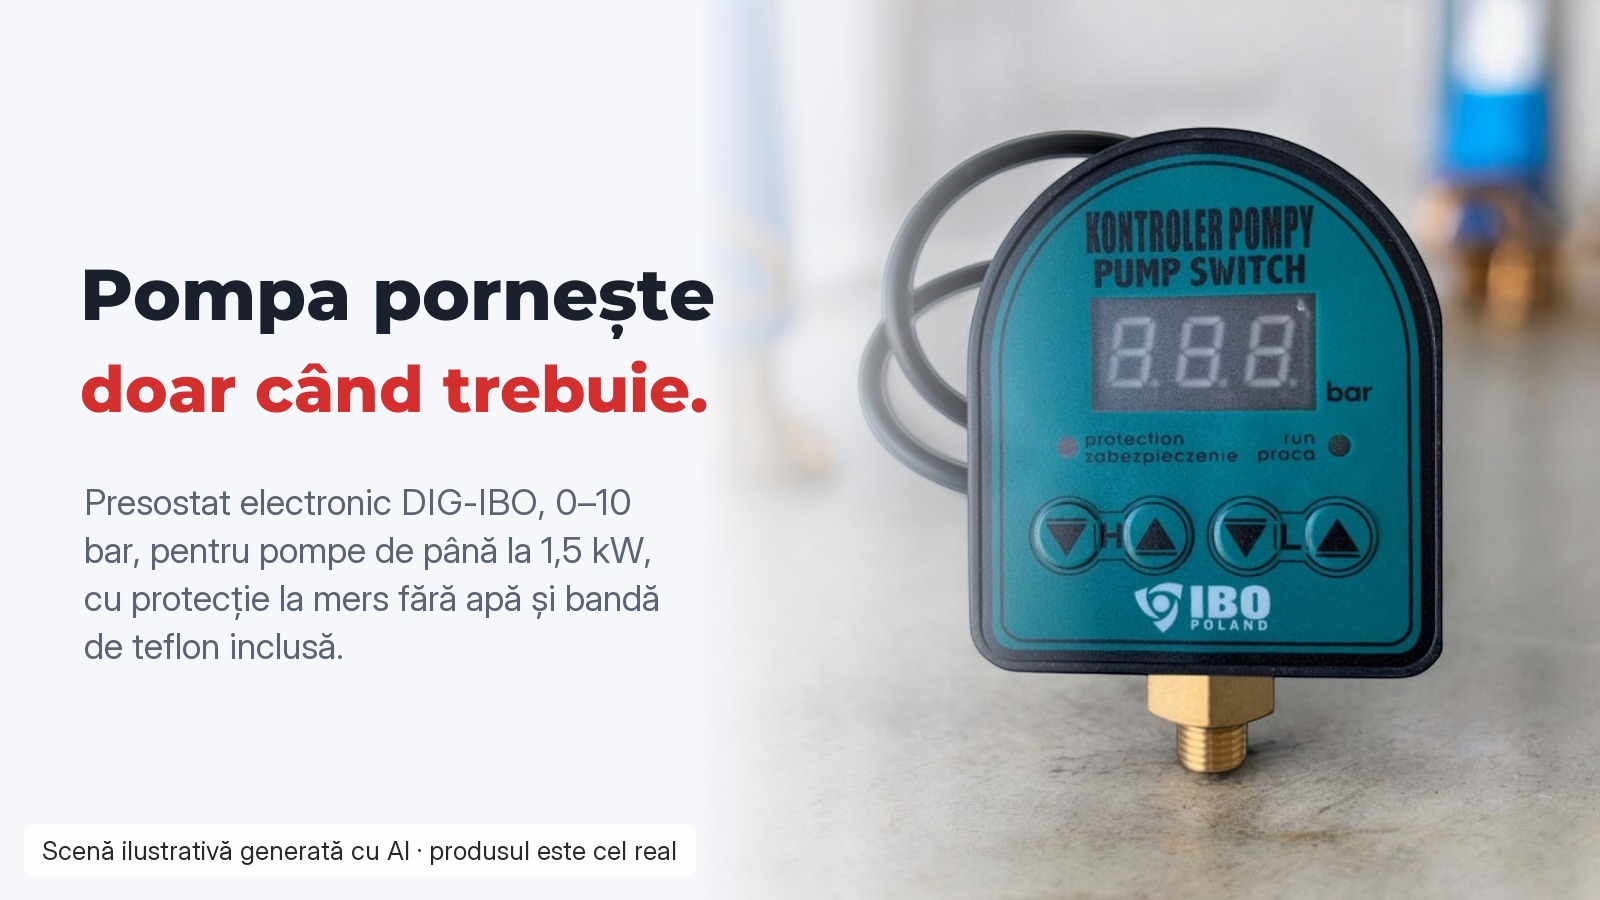 Pompa pornește
doar când trebuie.
Presostat electronic DIG-IBO, 0–10
bar, pentru pompe de până la 1,5 kW,
cu protecție la mers fără apă și bandă
de teflon inclusă.
Scenă ilustrativă generată cu AI · produsul este cel real
KONTROLER POMPY
PUMP SWITCH
8.8.8.
bar
protection
zabezpieczenie
run
praca
H
L
IBO
POLAND